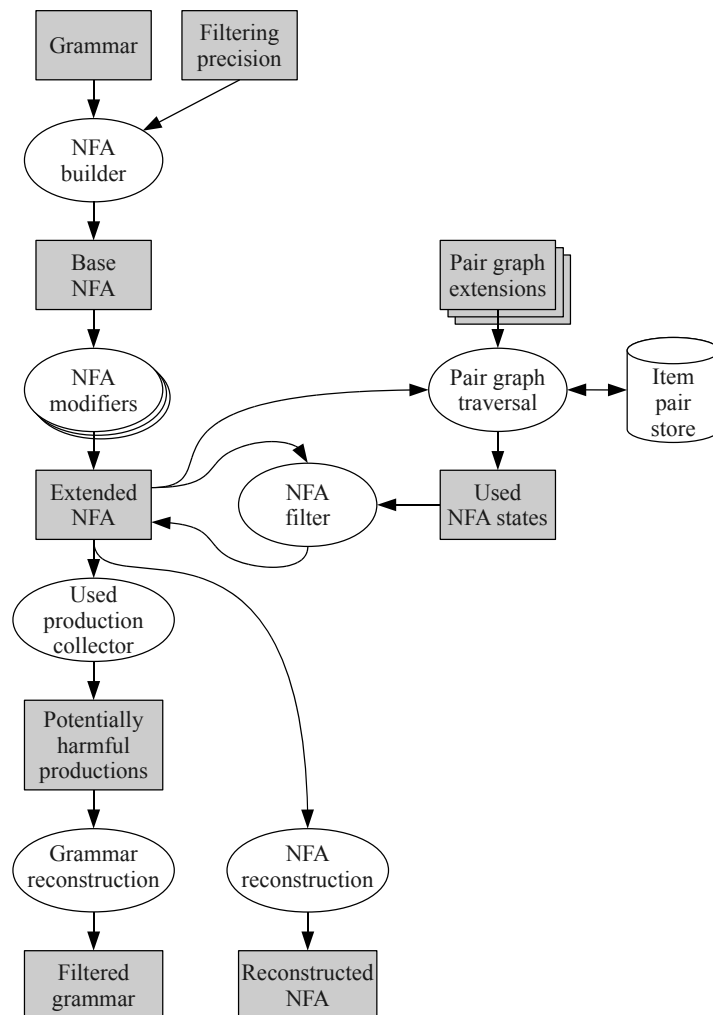 Grammar
Filtering
precision
NFA
builder
Base
NFA
Pair graph
extensions
NFA
modifiers
Pair graph
traversal
Item
pair
store
Extended
NFA
NFA
filter
Used
NFA states
Used
production
collector
Potentially
harmful
productions
Grammar
reconstruction
NFA
reconstruction
Filtered
grammar
Reconstructed
NFA